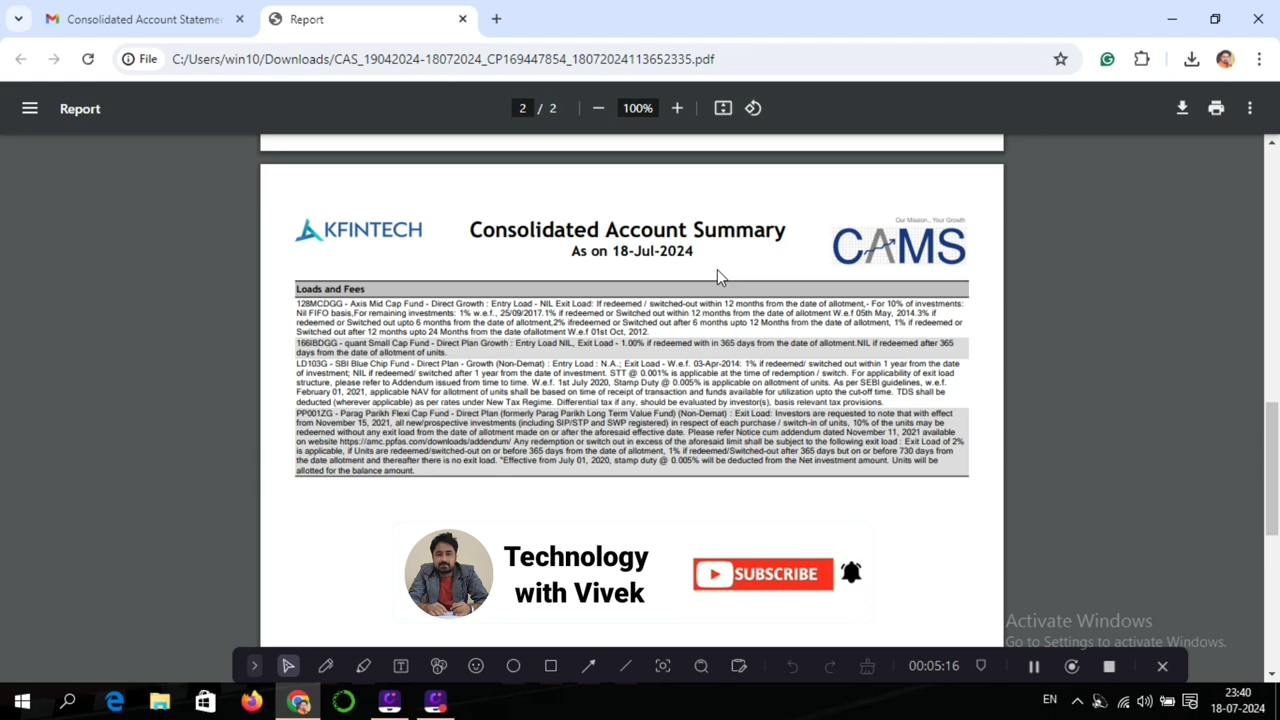 Consolidated Account Stateme
Report
File
C:/Users/win10/Downloads/CAS_19042024-18072024_CP169447854_18072024113652335.pdf
Report
2 / 2
100%
KFINTECH
Consolidated Account Summary
As on 18-Jul-2024
Our Mission.. Your Growth
CAMS
Loads and Fees
128MCDGG - Axis Mid Cap Fund - Direct Growth : Entry Load - NIL Exit Load: If redeemed / switched-out within 12 months from the date of allotment,- For 10% of investments:
Nil FIFO basis,For remaining investments: 1% w.e.f., 25/09/2017.1% if redeemed or Switched out within 12 months from the date of allotment W.e.f 05th May, 2014.3% if
redeemed or Switched out upto 6 months from the date of allotment,2% ifredeemed or Switched out after 6 months upto 12 Months from the date of allotment, 1% if redeemed or
Switched out after 12 months upto 24 Months from the date ofallotment W.e.f 01st Oct, 2012.
166IBDGG - quant Small Cap Fund - Direct Plan Growth : Entry Load NIL, Exit Load - 1.00% if redeemed with in 365 days from the date of allotment.NIL if redeemed after 365
days from the date of allotment of units.
LD103G - SBI Blue Chip Fund - Direct Plan - Growth (Non-Demat) : Entry Load : N.A.; Exit Load - W.e.f. 03-Apr-2014: 1% if redeemed/ switched out within 1 year from the date
of investment; NIL if redeemed/ switched after 1 year from the date of investment. STT @ 0.001% is applicable at the time of redemption / switch. For applicability of exit load
structure, please refer to Addendum issued from time to time. W.e.f. 1st July 2020, Stamp Duty @ 0.005% is applicable on allotment of units. As per SEBI guidelines, w.e.f.
February 01, 2021, applicable NAV for allotment of units shall be based on time of receipt of transaction and funds available for utilization upto the cut-off time. TDS shall be
deducted (wherever applicable) as per rates under New Tax Regime. Differential tax if any, should be evaluated by investor(s), basis relevant tax provisions.
PP001ZG - Parag Parikh Flexi Cap Fund - Direct Plan (formerly Parag Parikh Long Term Value Fund) (Non-Demat) : Exit Load: Investors are requested to note that with effect
from November 15, 2021, all new/prospective investments (including SIP/STP and SWP registered) in respect of each purchase / switch-in of units, 10% of the units may be
redeemed without any exit load from the date of allotment made on or after the aforesaid effective date. Please refer Notice cum addendum dated November 11, 2021 available
on website https://amc.ppfas.com/downloads/addendum/ Any redemption or switch out in excess of the aforesaid limit shall be subject to the following exit load : Exit Load of 2%
is applicable, if Units are redeemed/switched-out on or before 365 days from the date of allotment, 1% if redeemed/Switched-out after 365 days but on or before 730 days from
the date allotment and thereafter there is no exit load. "Effective from July 01, 2020, stamp duty @ 0.005% will be deducted from the Net investment amount. Units will be
allotted for the balance amount.
Technology
with Vivek
SUBSCRIBE
Activate Windows
Go to Settings to activate Windows.
00:05:16
EN
23:40
18-07-2024